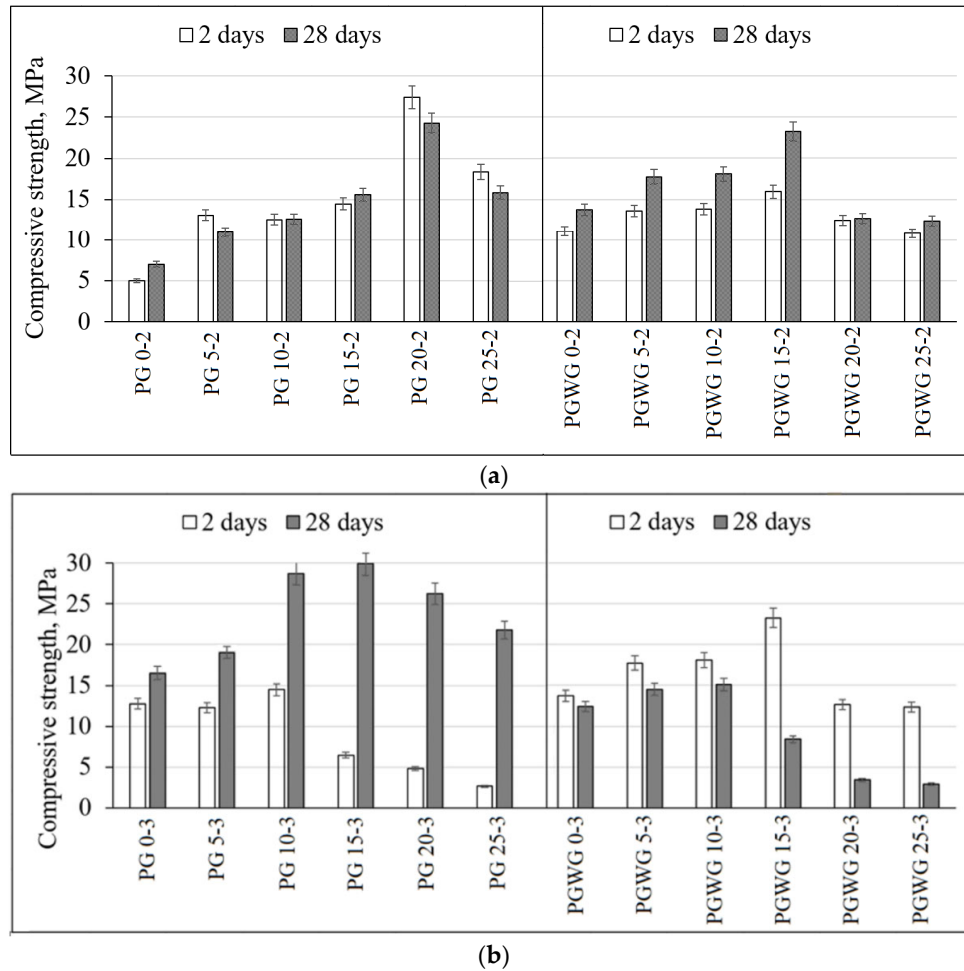 2 days 28 days 2 days 28 days
Compressive strength, MPa
30
25
20
15
10
5
0
PG 0-2
PG 5-2
PG 10-2
PG 15-2
PG 20-2
PG 25-2
PGWG 0-2
PGWG 5-2
PGWG 10-2
PGWG 15-2
PGWG 20-2
PGWG 25-2
(a)
2 days 28 days 2 days 28 days
Compressive strength, MPa
30
25
20
15
10
5
0
PG 0-3
PG 5-3
PG 10-3
PG 15-3
PG 20-3
PG 25-3
PGWG 0-3
PGWG 5-3
PGWG 10-3
PGWG 15-3
PGWG 20-3
PGWG 25-3
(b)